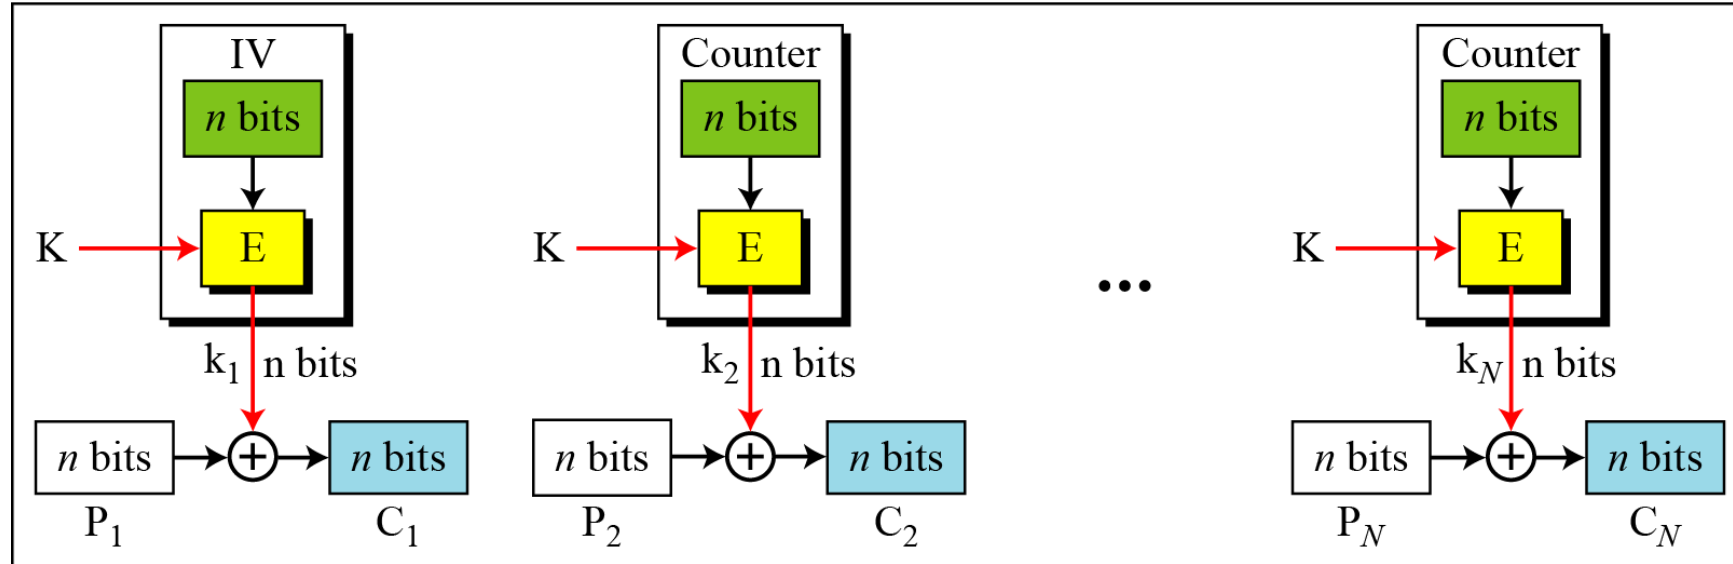 IV Counter Counter
n bits n bits n bits
K E K E K E
...
k1 n bits k2 n bits kN n bits
n bits + n bits n bits + n bits n bits + n bits
P1 C1 P2 C2 PN CN